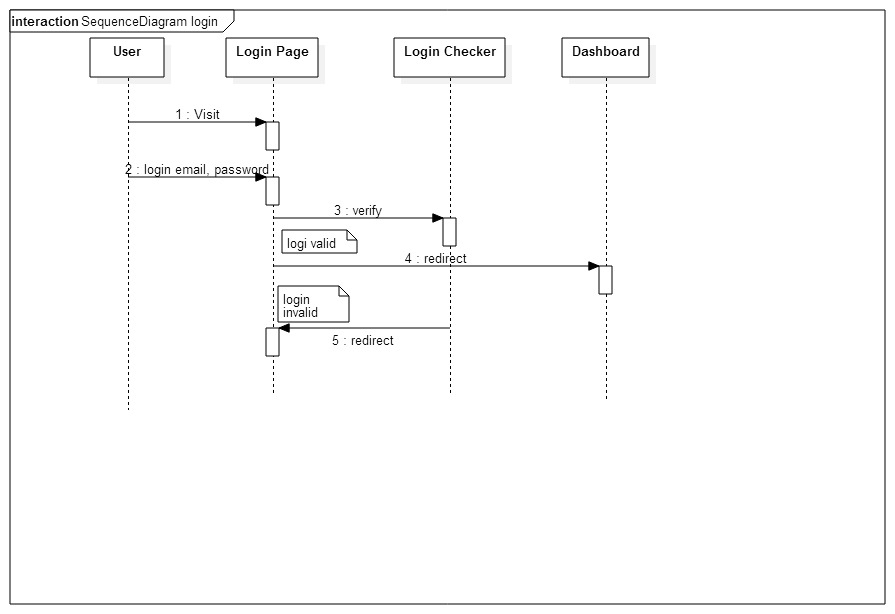 interaction SequenceDiagram login
User
Login Page
Login Checker
Dashboard
1 : Visit
2 : login email, password
3 : verify
logi valid
4 : redirect
login
invalid
5 : redirect